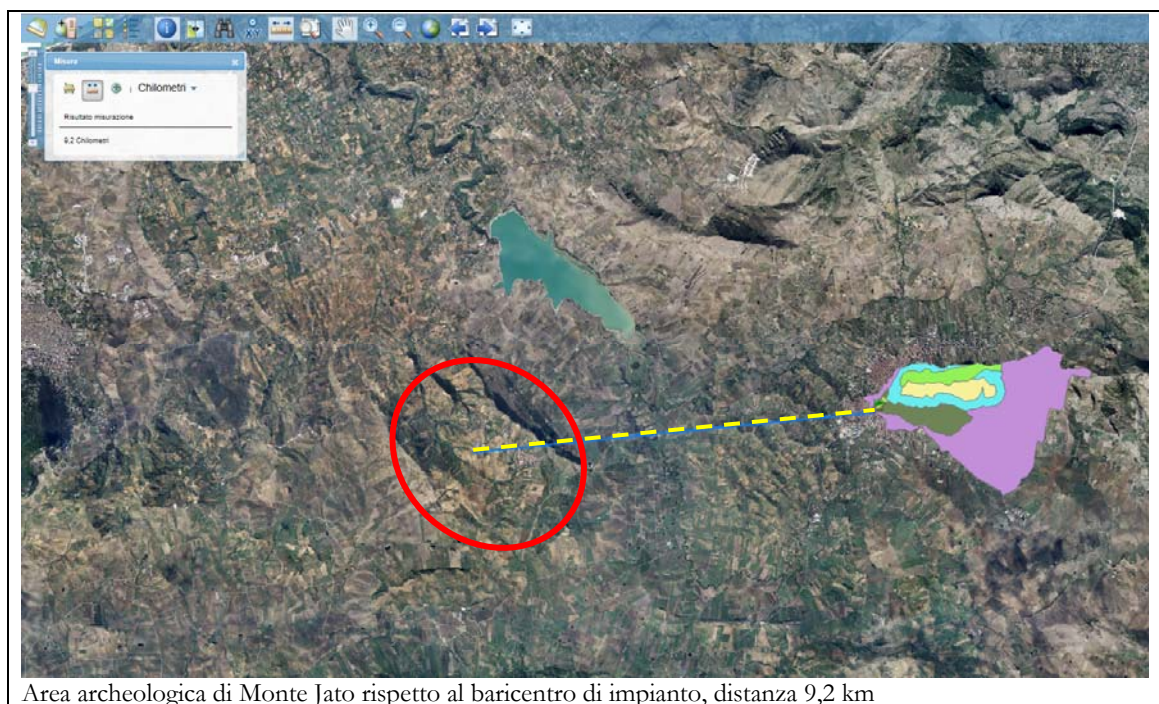 Misura
Chilometri
Risultato misurazione
9,2 Chilometri
Area archeologica di Monte Jato rispetto al baricentro di impianto, distanza 9,2 km